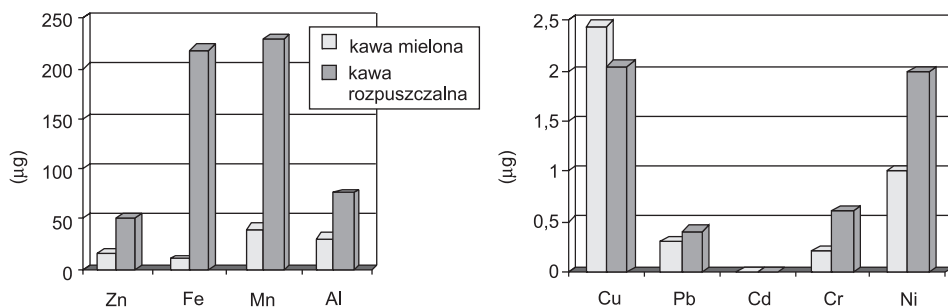 250
200
150
100
50
0
(µg)
Zn Fe Mn Al
kawa mielona
kawa
rozpuszczalna
2,5
2
1,5
1
0,5
0
(µg)
Cu Pb Cd Cr Ni